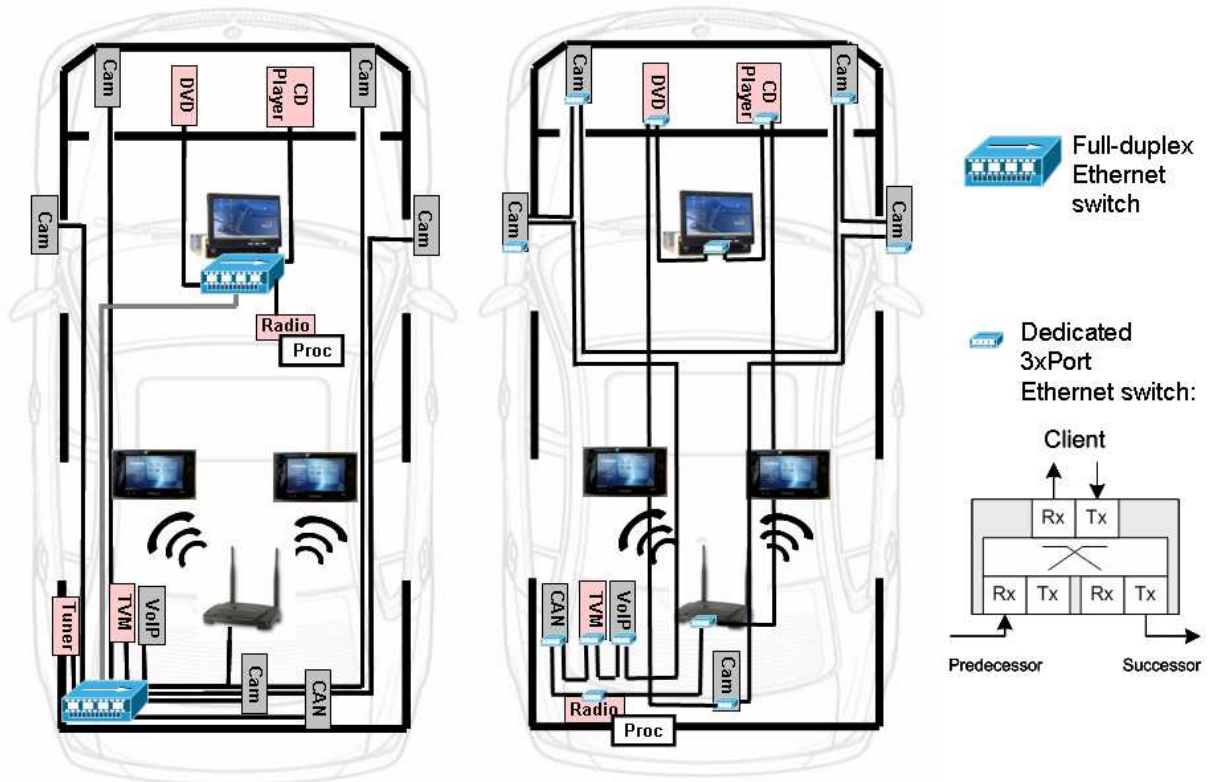 Cam
DVD
CD
Player
Cam
Cam
Cam
Radio
Proc
Tuner
TVM
VoIP
Cam
CAN
Cam
DVD
CD
Player
Cam
Cam
Cam
CAN
TVM
VoIP
Cam
Radio
Proc
Full-duplex
Ethernet
switch
Dedicated
3xPort
Ethernet switch:
Client
Rx Tx
Rx Tx Rx Tx
Predecessor Successor